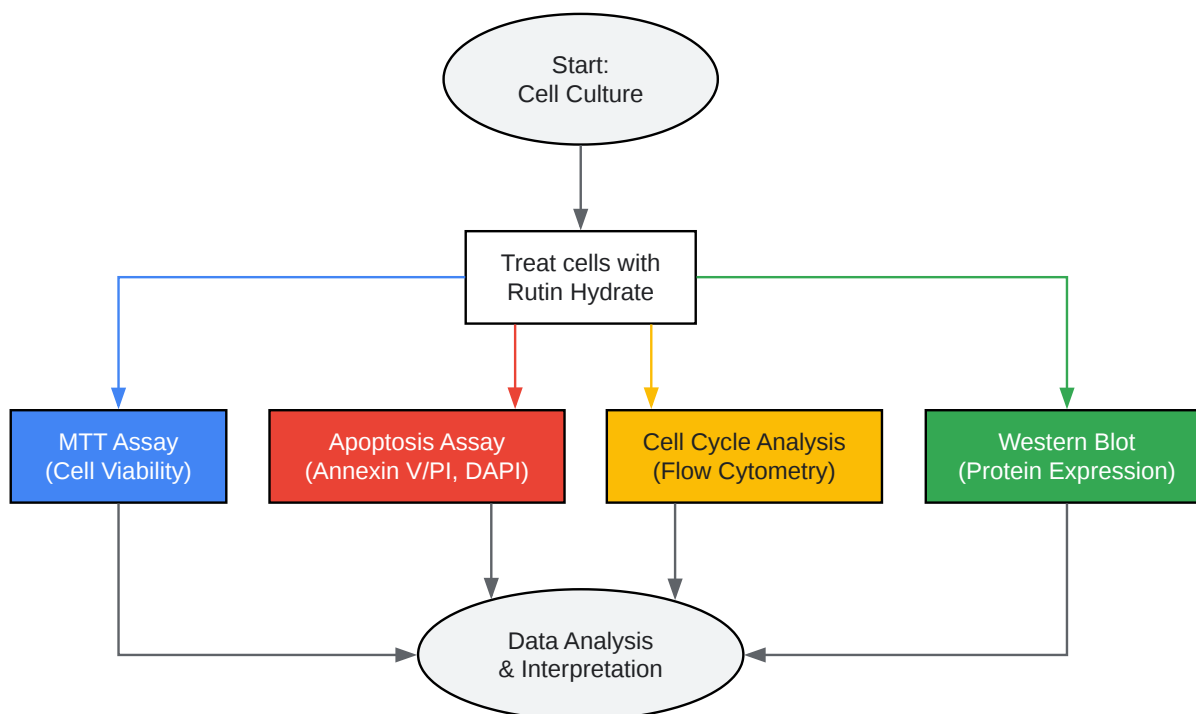 Start:
Cell Culture
Treat cells with
Rutin Hydrate
MTT Assay
(Cell Viability)
Apoptosis Assay
(Annexin V/PI, DAPI)
Cell Cycle Analysis
(Flow Cytometry)
Western Blot
(Protein Expression)
Data Analysis
& Interpretation